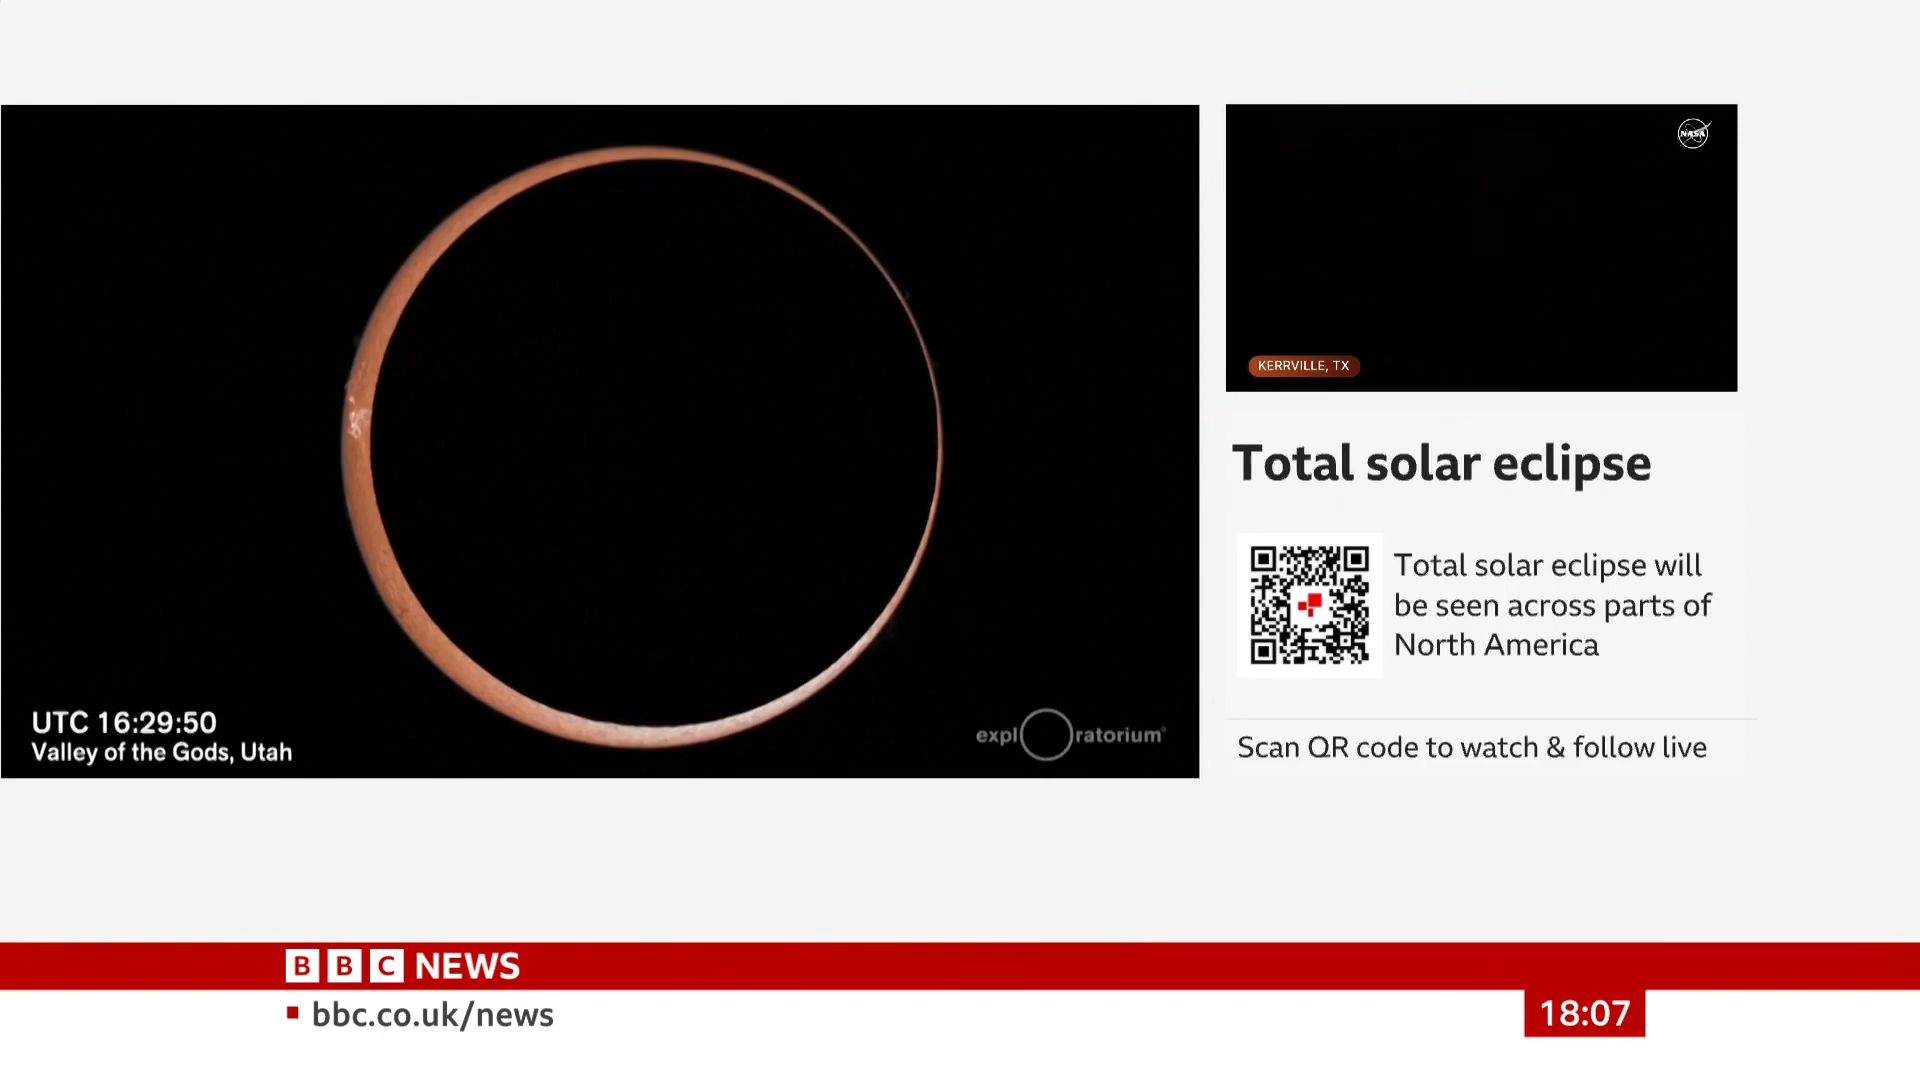 UTC 16:29:50
Valley of the Gods, Utah
exploratorium®
NASA
KERRVILLE, TX
Total solar eclipse
Total solar eclipse will
be seen across parts of
North America
Scan QR code to watch & follow live
BBC NEWS
bbc.co.uk/news
18:07